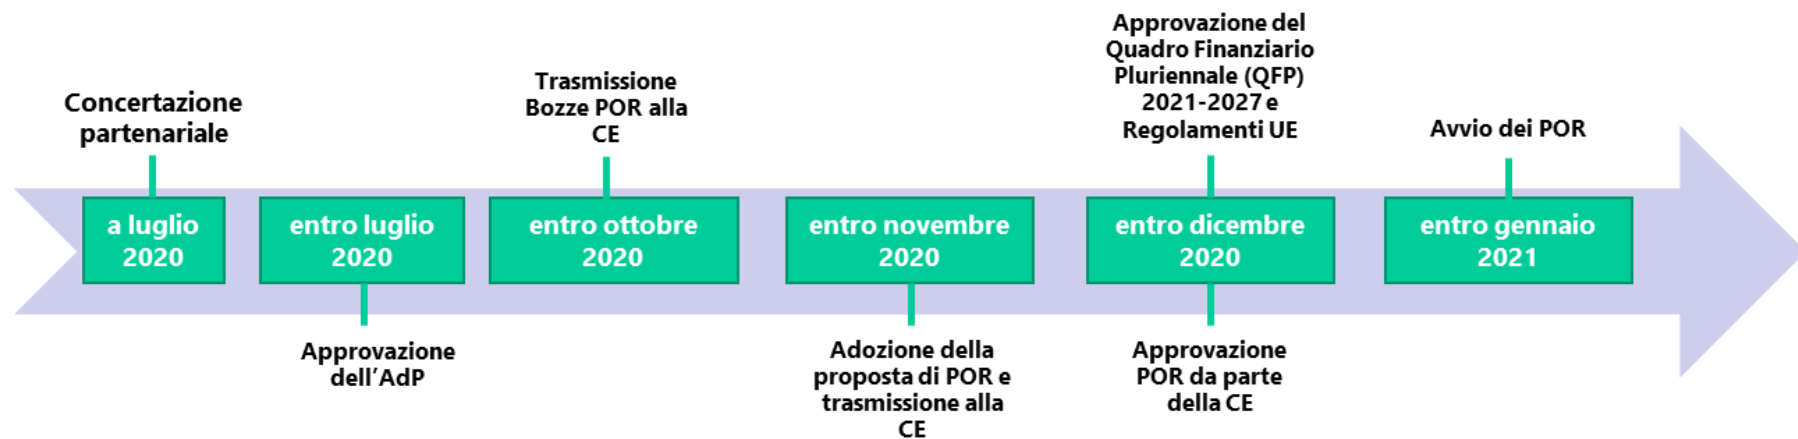 Concertazione
partenariale
a luglio
2020
entro luglio
2020
Approvazione
dell’AdP
Trasmissione
Bozze POR alla
CE
entro ottobre
2020
entro novembre
2020
Adozione della
proposta di POR e
trasmissione alla
CE
Approvazione del
Quadro Finanziario
Pluriennale (QFP)
2021-2027 e
Regolamenti UE
entro dicembre
2020
Approvazione
POR da parte
della CE
Avvio dei POR
entro gennaio
2021